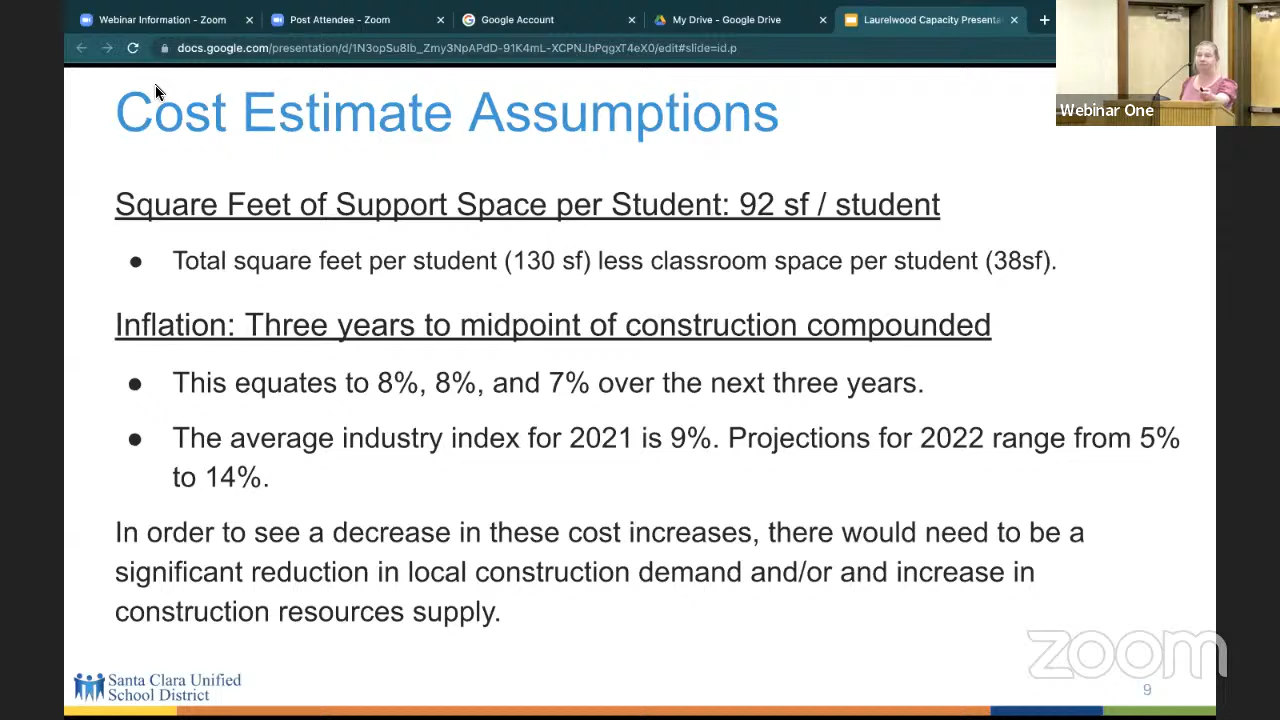 Webinar Information - Zoom
Post Attendee - Zoom
Google Account
My Drive - Google Drive
Laurelwood Capacity Presenta
docs.google.com/presentation/d/1N3opSu8Ib_Zmy3NpAPdD-91K4mL-XCPNJbPqgxT4eX0/edit#slide=id.p
Webinar One
Cost Estimate Assumptions
Square Feet of Support Space per Student: 92 sf / student
● Total square feet per student (130 sf) less classroom space per student (38sf).
Inflation: Three years to midpoint of construction compounded
● This equates to 8%, 8%, and 7% over the next three years.
● The average industry index for 2021 is 9%. Projections for 2022 range from 5%
to 14%.
In order to see a decrease in these cost increases, there would need to be a
significant reduction in local construction demand and/or and increase in
construction resources supply.
zoom
Santa Clara Unified
School District
9